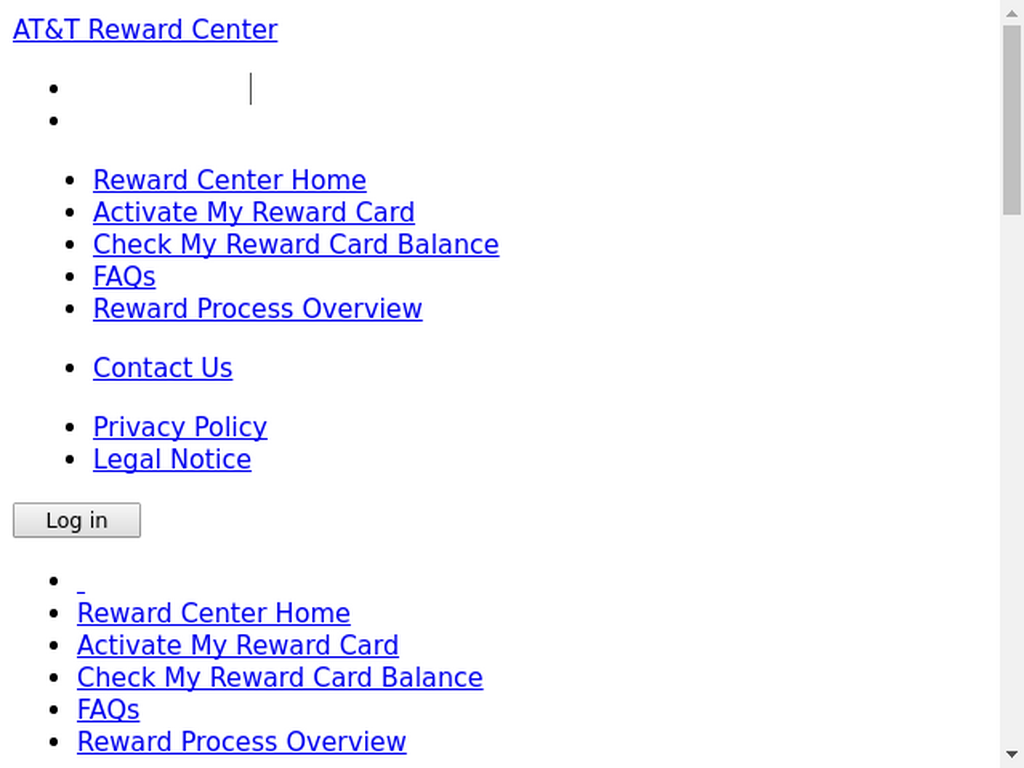 AT&T Reward Center
|
Reward Center Home
Activate My Reward Card
Check My Reward Card Balance
FAQs
Reward Process Overview
Contact Us
Privacy Policy
Legal Notice
Log in
Reward Center Home
Activate My Reward Card
Check My Reward Card Balance
FAQs
Reward Process Overview